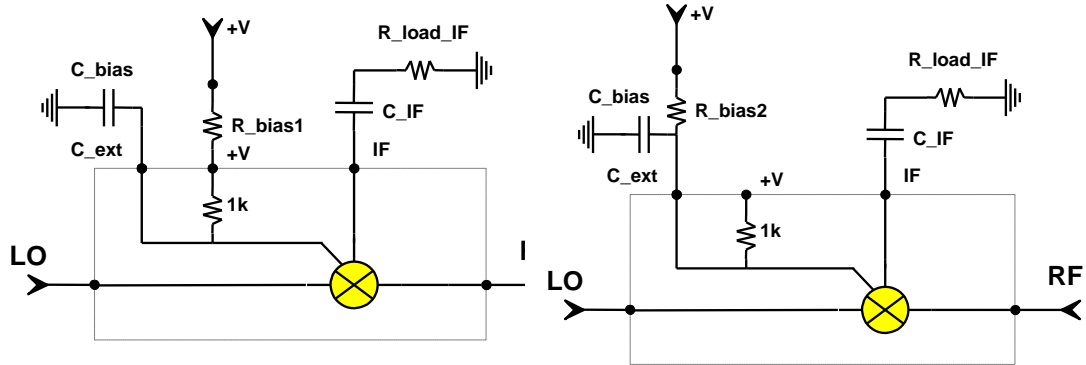 +V
R_load_IF
C_bias
C_IF
R_bias1
C_ext
+V
IF
1k
LO
+V
R_load_IF
C_bias
R_bias2
C_IF
C_ext
+V
IF
1k
LO
RF